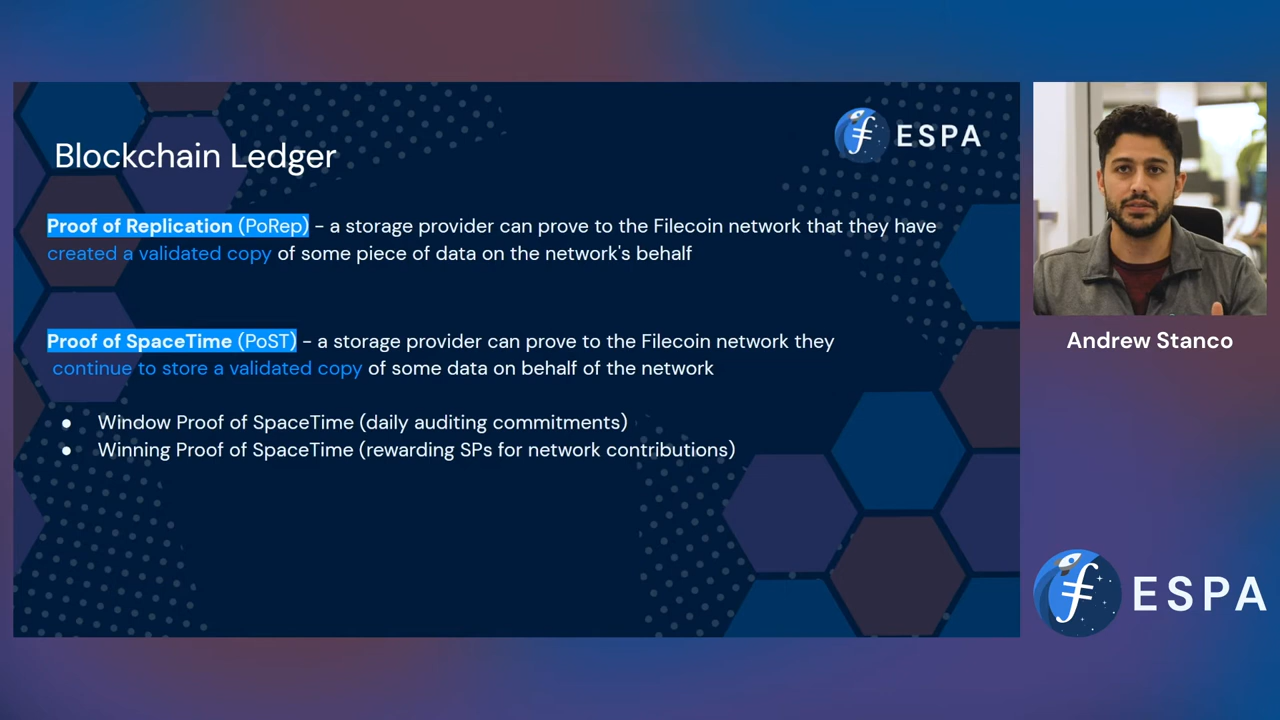 Blockchain Ledger
ESPA
Proof of Replication (PoRep) – a storage provider can prove to the Filecoin network that they have
created a validated copy of some piece of data on the network's behalf
Proof of SpaceTime (PoST) – a storage provider can prove to the Filecoin network they
continue to store a validated copy of some data on behalf of the network
● Window Proof of SpaceTime (daily auditing commitments)
● Winning Proof of SpaceTime (rewarding SPs for network contributions)
Andrew Stanco
ESPA